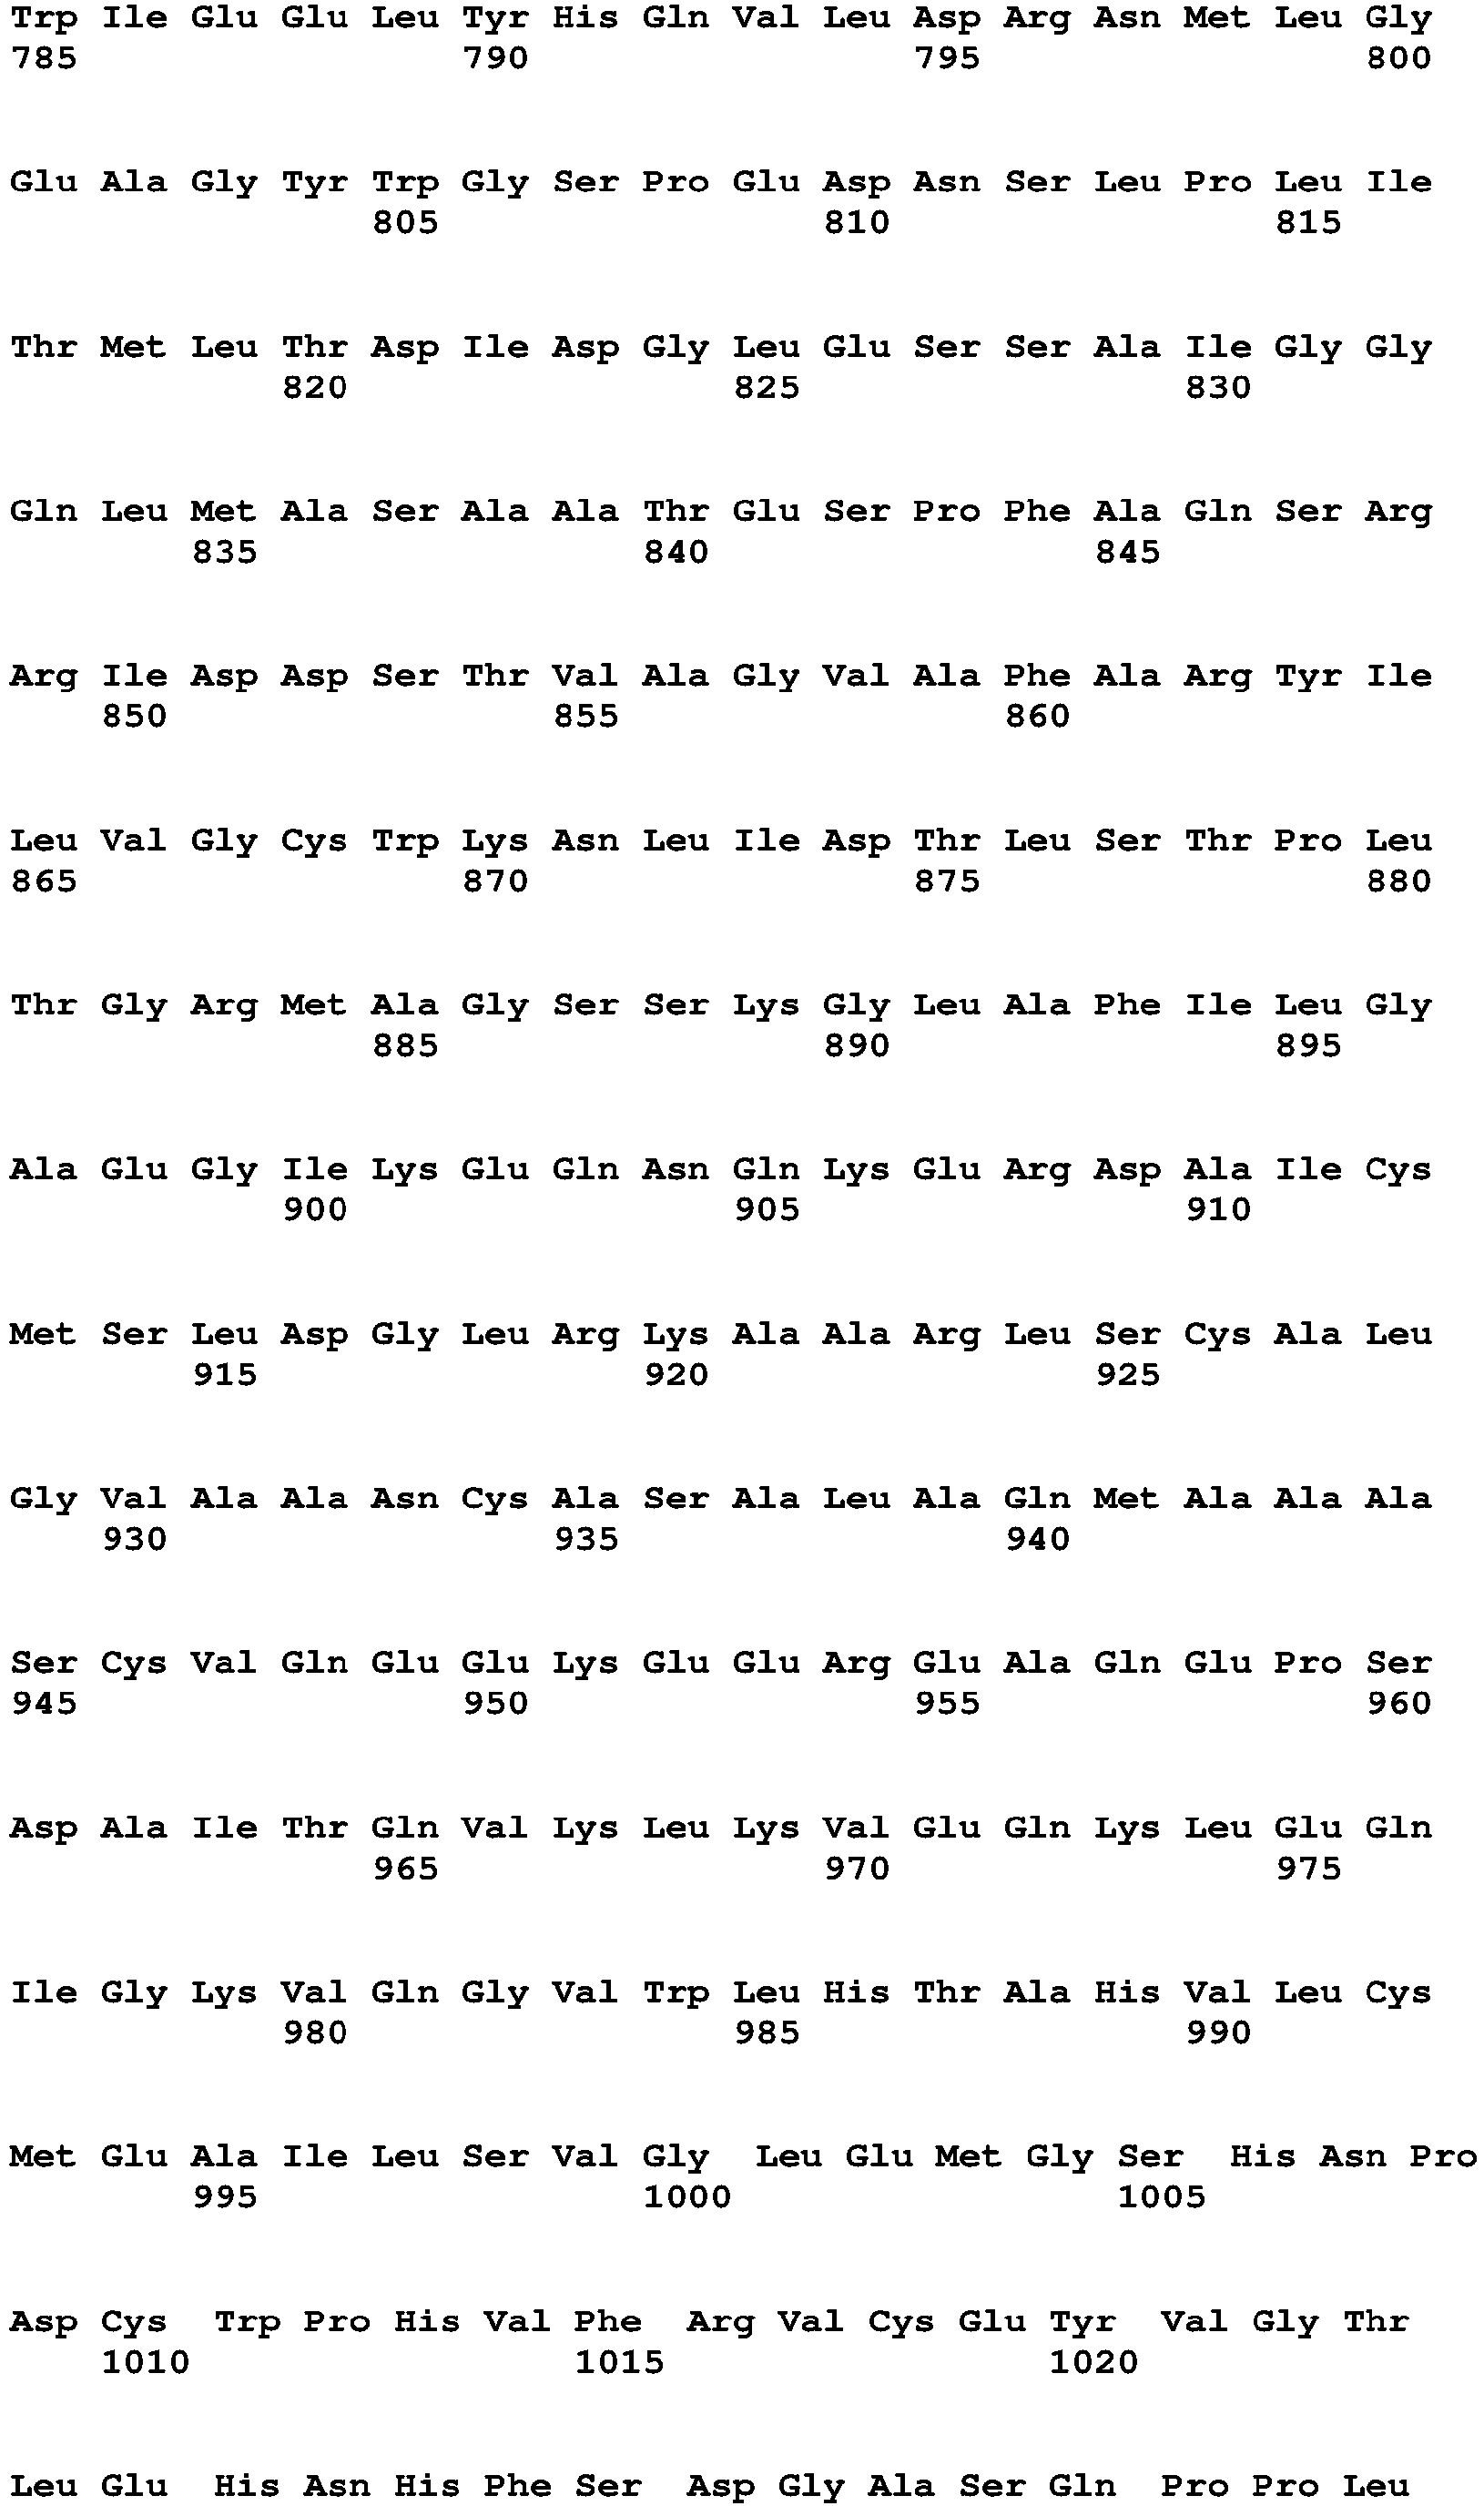 Trp Ile Glu Glu Leu Tyr His Gln Val Leu Asp Arg Asn Met Leu Gly
785 790 795 800
Glu Ala Gly Tyr Trp Gly Ser Pro Glu Asp Asn Ser Leu Pro Leu Ile
805 810 815
Thr Met Leu Thr Asp Ile Asp Gly Leu Glu Ser Ser Ala Ile Gly Gly
820 825 830
Gln Leu Met Ala Ser Ala Ala Thr Glu Ser Pro Phe Ala Gln Ser Arg
835 840 845
Arg Ile Asp Asp Ser Thr Val Ala Gly Val Ala Phe Ala Arg Tyr Ile
850 855 860
Leu Val Gly Cys Trp Lys Asn Leu Ile Asp Thr Leu Ser Thr Pro Leu
865 870 875 880
Thr Gly Arg Met Ala Gly Ser Ser Lys Gly Leu Ala Phe Ile Leu Gly
885 890 895
Ala Glu Gly Ile Lys Glu Gln Asn Gln Lys Glu Arg Asp Ala Ile Cys
900 905 910
Met Ser Leu Asp Gly Leu Arg Lys Ala Ala Arg Leu Ser Cys Ala Leu
915 920 925
Gly Val Ala Ala Asn Cys Ala Ser Ala Leu Ala Gln Met Ala Ala Ala
930 935 940
Ser Cys Val Gln Glu Glu Lys Glu Glu Arg Glu Ala Gln Glu Pro Ser
945 950 955 960
Asp Ala Ile Thr Gln Val Lys Leu Lys Val Glu Gln Lys Leu Glu Gln
965 970 975
Ile Gly Lys Val Gln Gly Val Trp Leu His Thr Ala His Val Leu Cys
980 985 990
Met Glu Ala Ile Leu Ser Val Gly Leu Glu Met Gly Ser His Asn Pro
995 1000 1005
Asp Cys Trp Pro His Val Phe Arg Val Cys Glu Tyr Val Gly Thr
1010 1015 1020
Leu Glu His Asn His Phe Ser Asp Gly Ala Ser Gln Pro Pro Leu